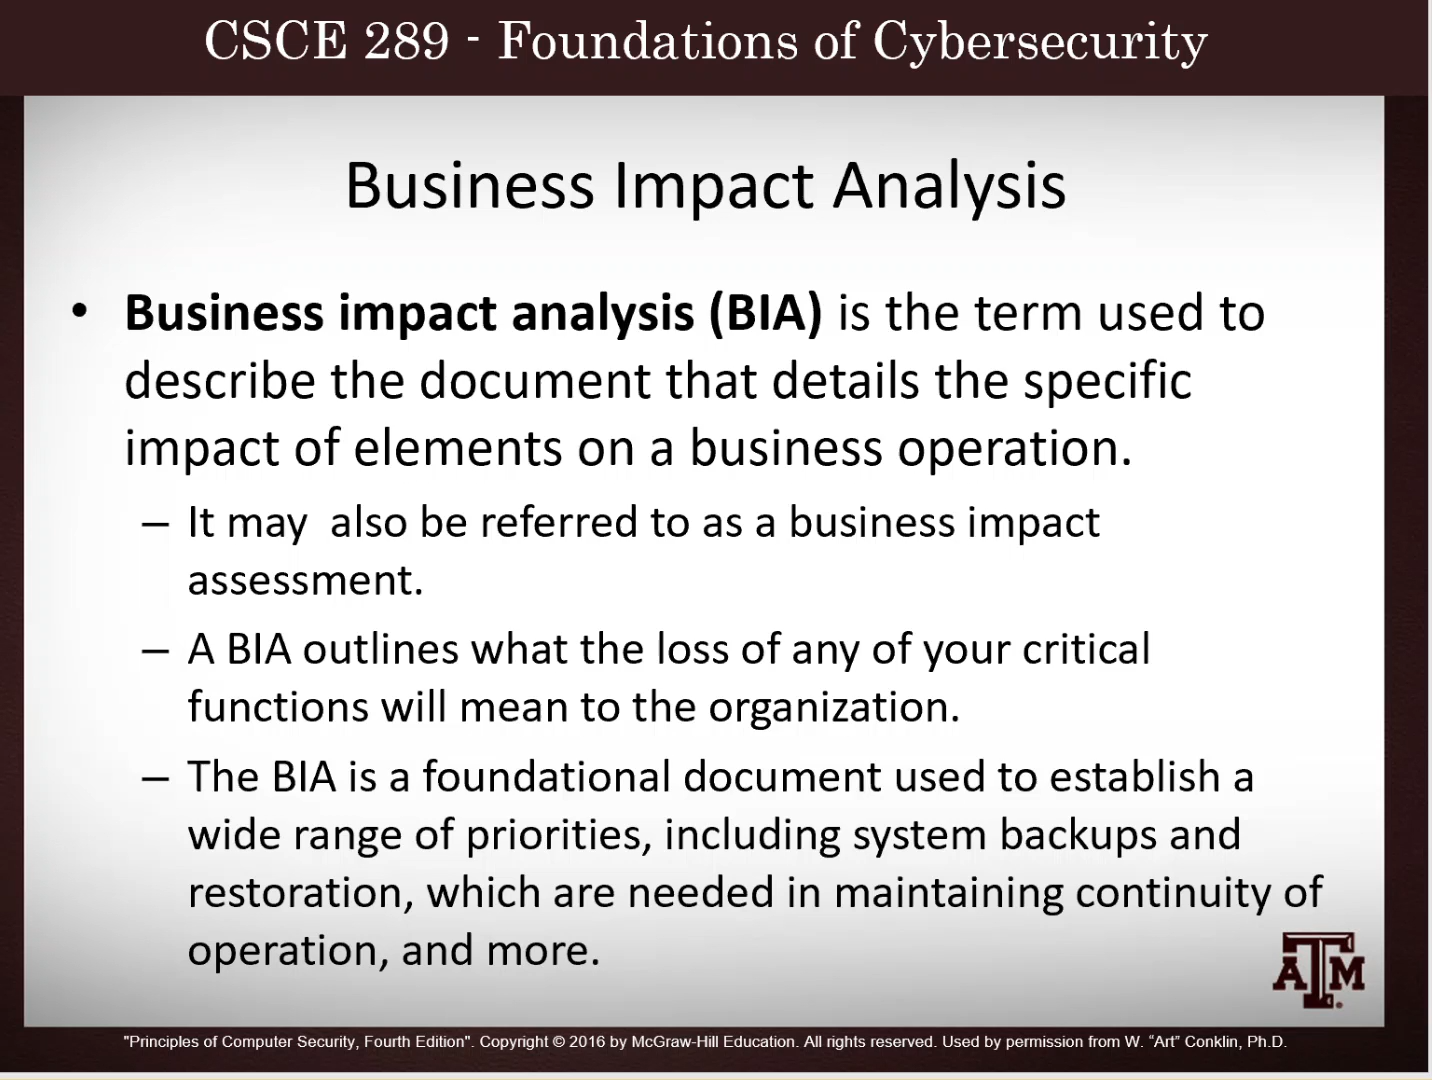 CSCE 289 - Foundations of Cybersecurity
Business Impact Analysis
• Business impact analysis (BIA) is the term used to
describe the document that details the specific
impact of elements on a business operation.
– It may  also be referred to as a business impact
assessment.
– A BIA outlines what the loss of any of your critical
functions will mean to the organization.
– The BIA is a foundational document used to establish a
wide range of priorities, including system backups and
restoration, which are needed in maintaining continuity of
operation, and more.
ATM
"Principles of Computer Security, Fourth Edition". Copyright © 2016 by McGraw-Hill Education. All rights reserved. Used by permission from W. “Art” Conklin, Ph.D.